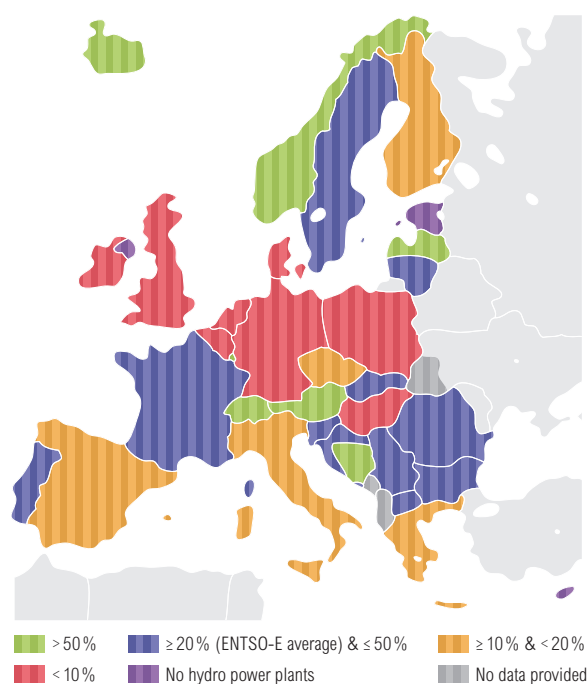 > 50 % ≥ 20 % (ENTSO-E average) & ≤ 50 % ≥ 10 % & < 20 %
< 10 % No hydro power plants No data provided